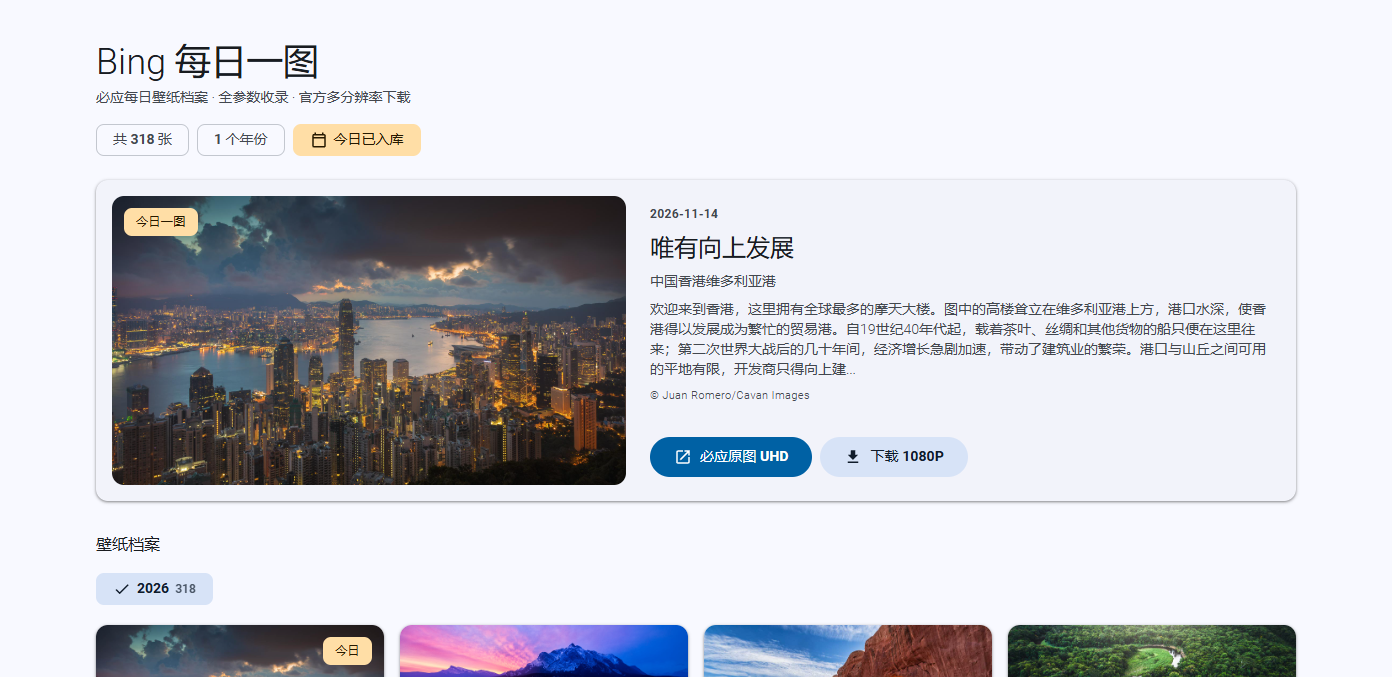 Bing 每日一图
必应每日壁纸档案 · 全参数收录 · 官方多分辨率下载
共 318 张
1 个年份
今日已入库
今日一图
2026-11-14
唯有向上发展
中国香港维多利亚港
欢迎来到香港，这里拥有全球最多的摩天大楼。图中的高楼耸立在维多利亚港上方，港口水深，使香
港得以发展成为繁忙的贸易港。自19世纪40年代起，载着茶叶、丝绸和其他货物的船只便在这里往
来；第二次世界大战后的几十年间，经济增长急剧加速，带动了建筑业的繁荣。港口与山丘之间可用
的平地有限，开发商只得向上建...
© Juan Romero/Cavan Images
必应原图 UHD
下载 1080P
壁纸档案
2026 318
今日